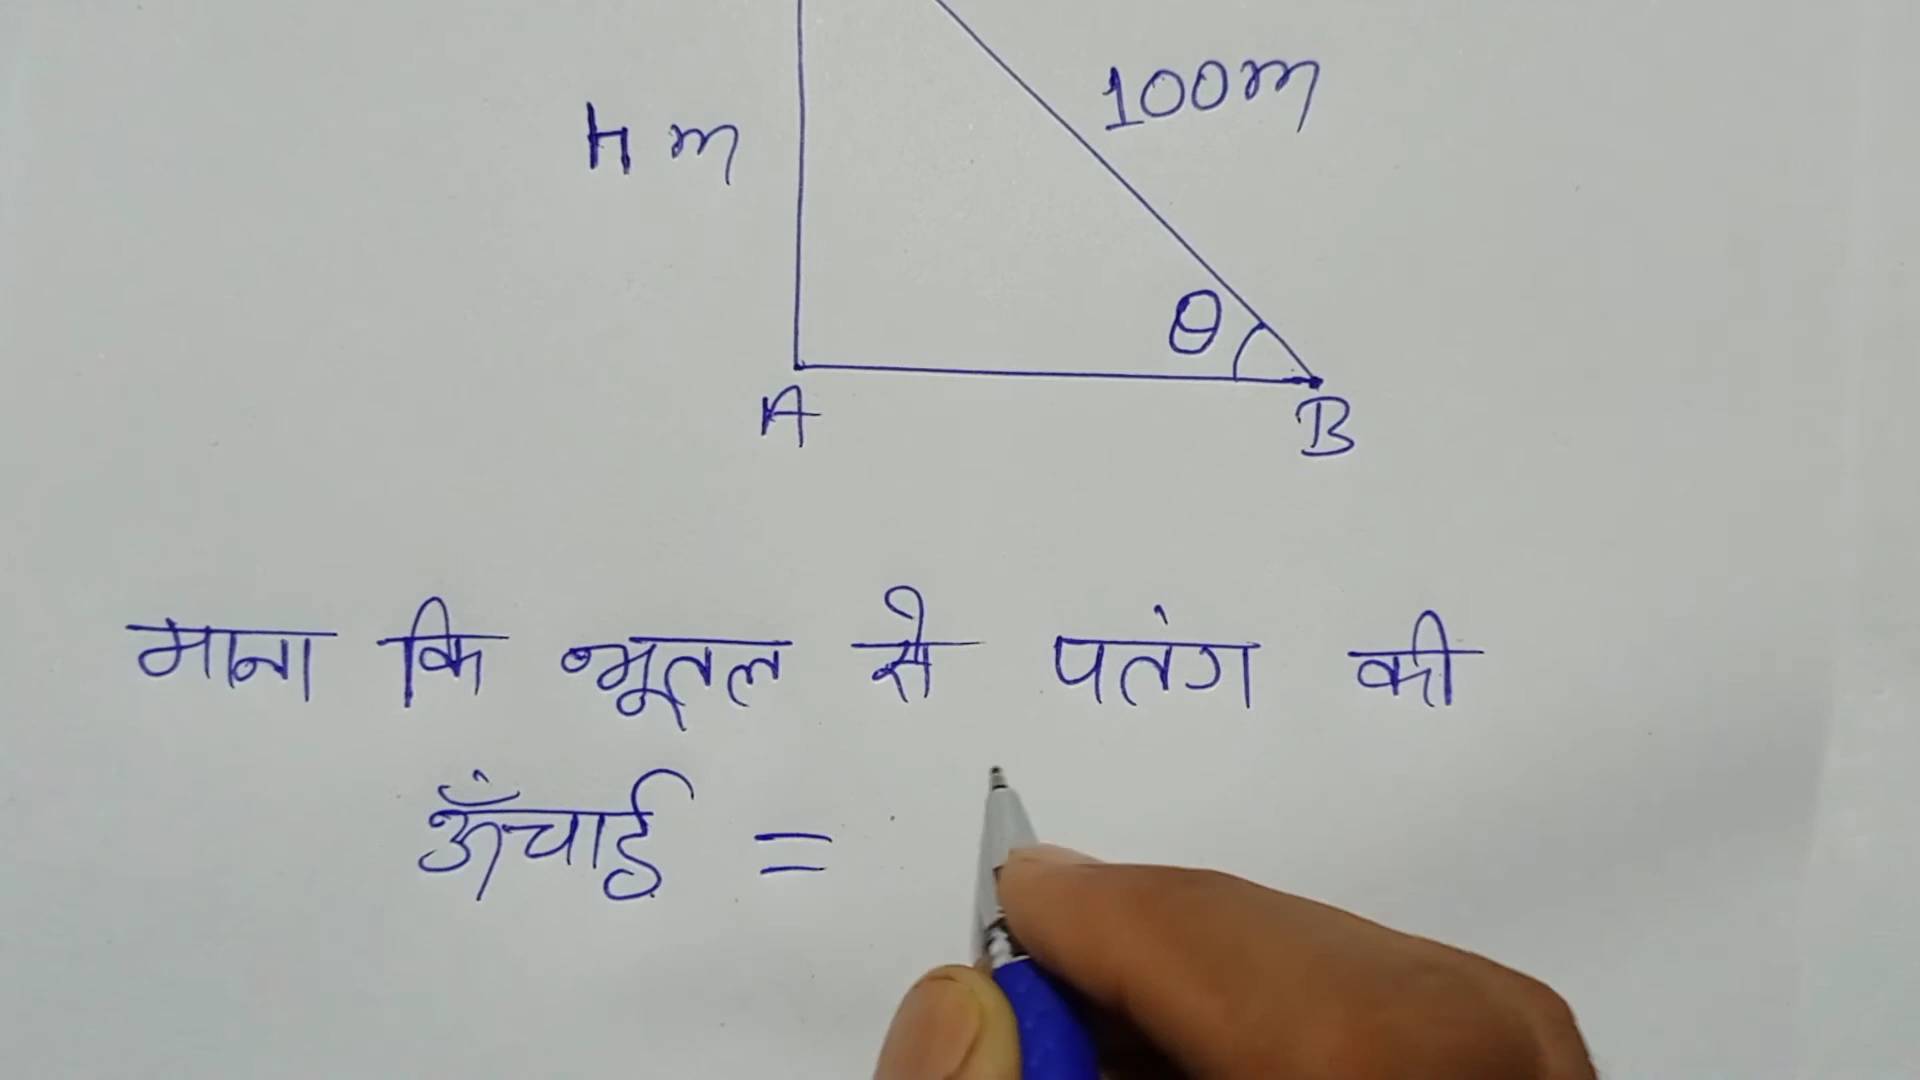 100m
H m
θ
A
B
माना कि भूतल से पतंग की
ऊँचाई =